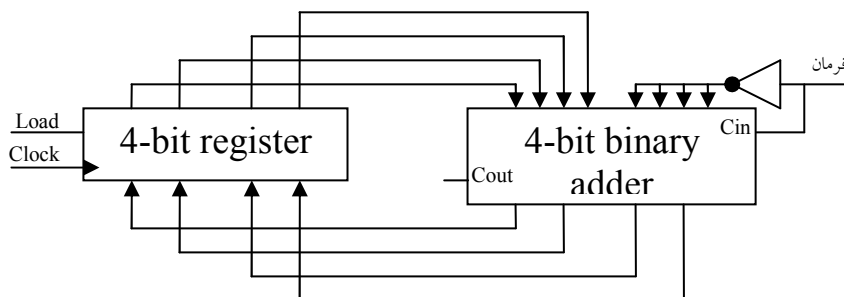 فرمان
Load
4-bit register
Cin
Clock
4-bit binary
Cout
adder